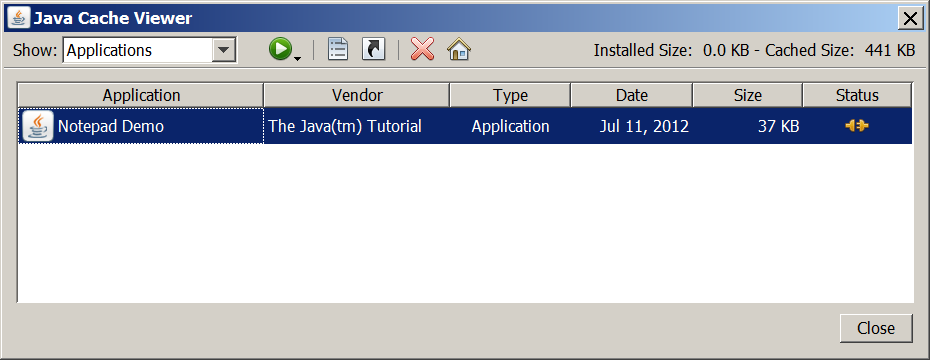 Java Cache Viewer
Show: Applications Installed Size: 0.0 KB - Cached Size: 441 KB
Application Vendor Type Date Size Status
Notepad Demo The Java(tm) Tutorial Application Jul 11, 2012 37 KB
Close